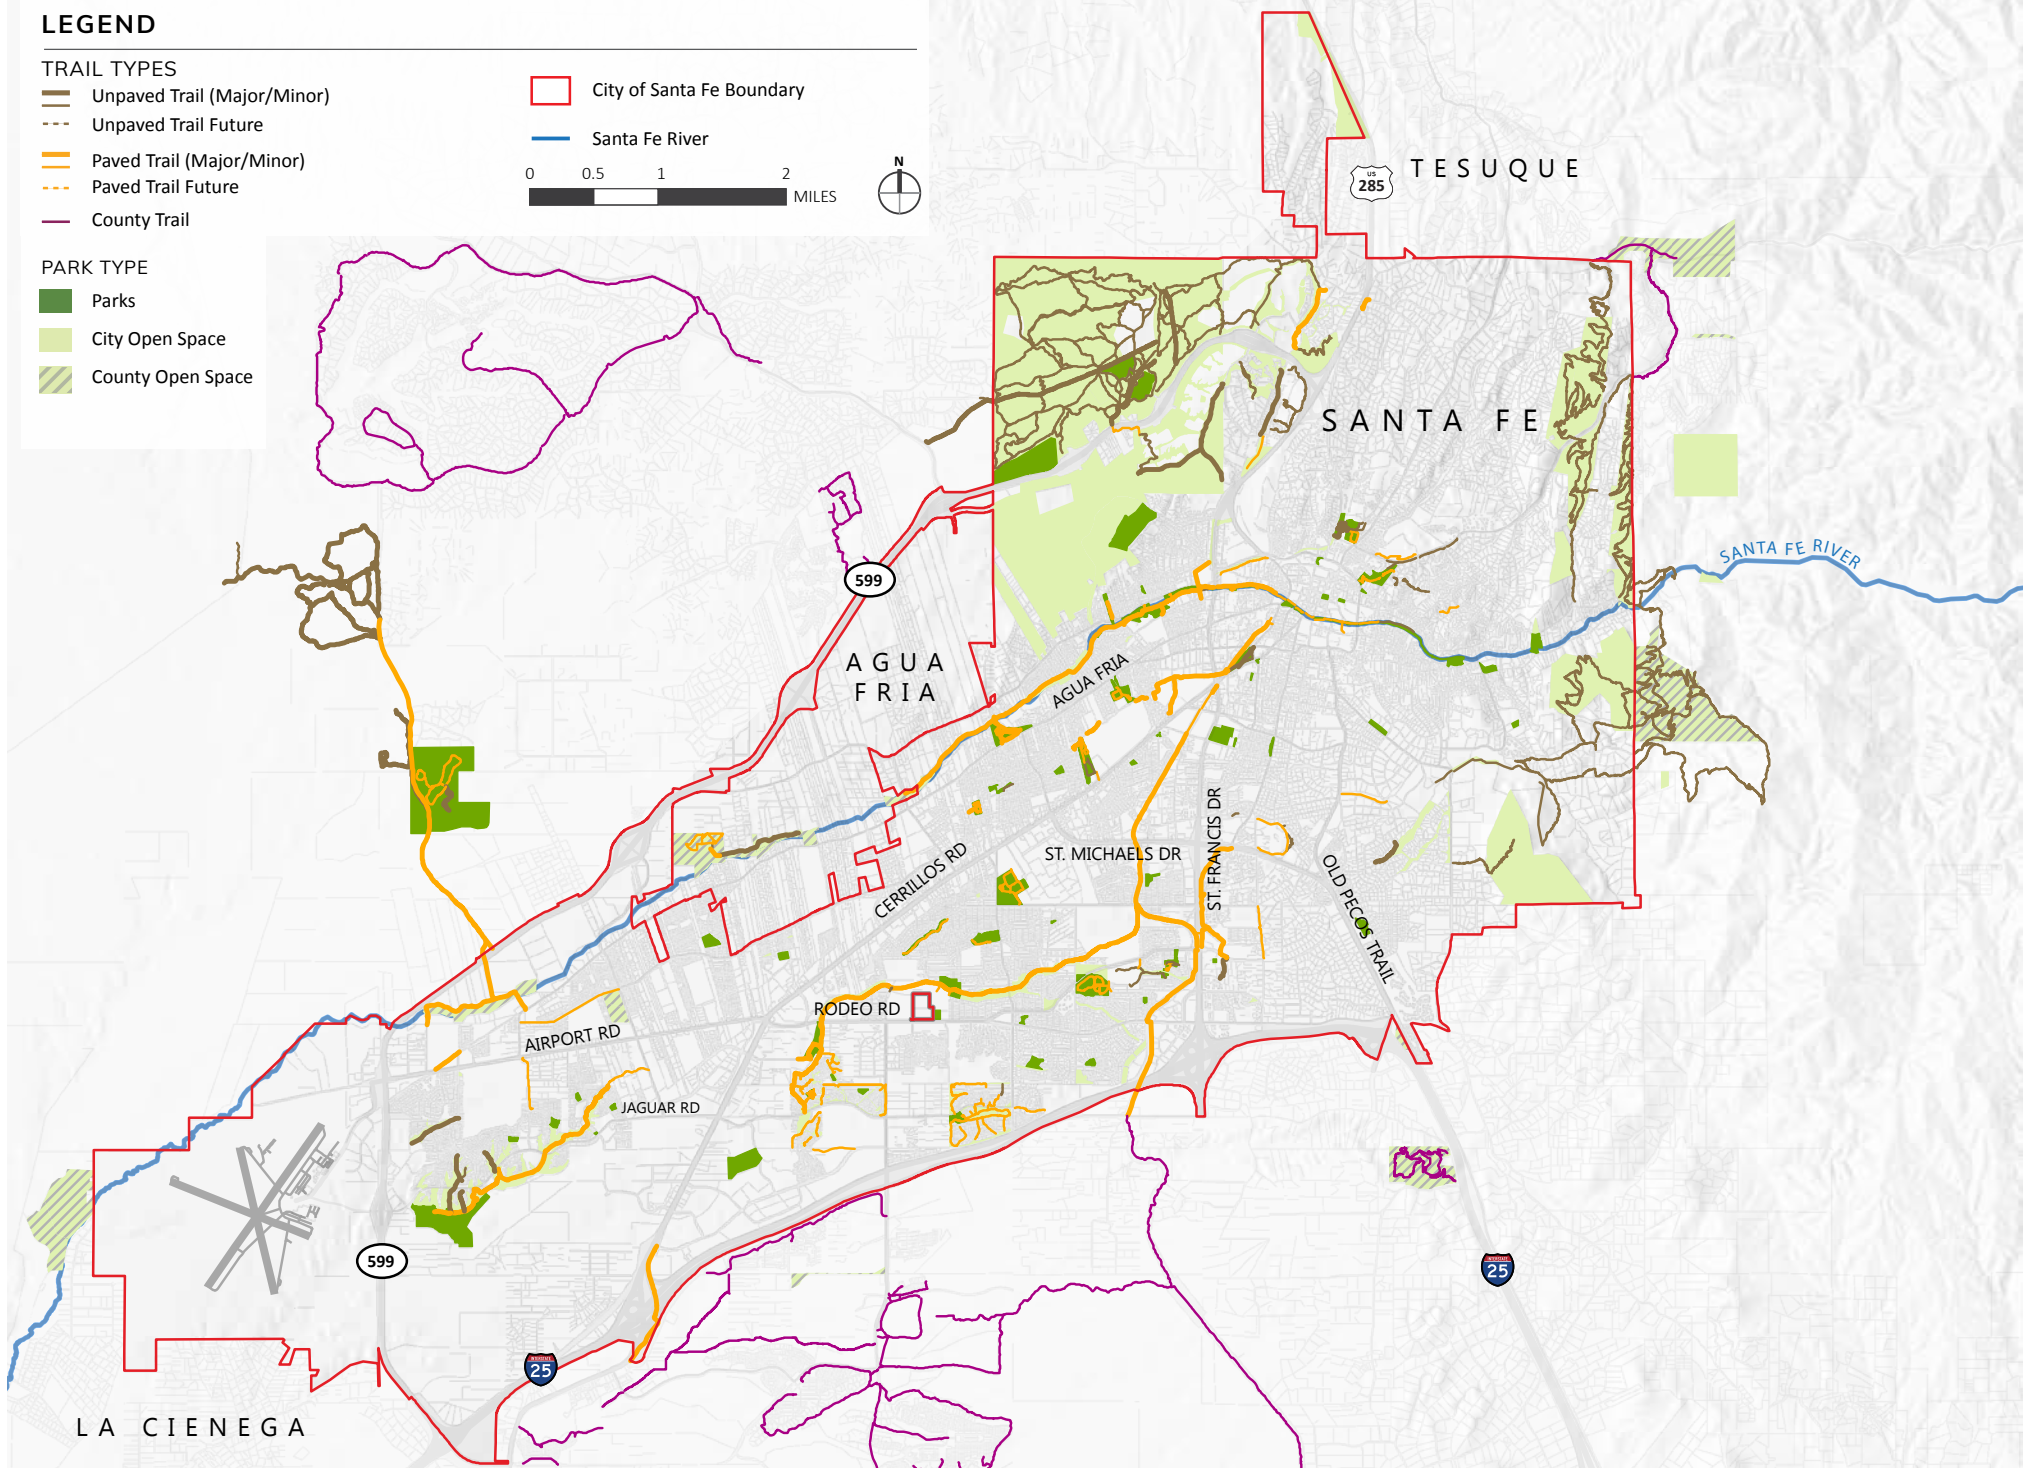 LEGEND
TRAIL TYPES
Unpaved Trail (Major/Minor)
Unpaved Trail Future
Paved Trail (Major/Minor)
Paved Trail Future
County Trail
City of Santa Fe Boundary
Santa Fe River
0 0.5 1 2
MILES
N
PARK TYPE
Parks
City Open Space
County Open Space
US
285
TESUQUE
SANTA FE
SANTA FE RIVER
599
AGUA
FRIA
AGUA FRIA
ST. FRANCIS DR
ST. MICHAELS DR
CERRILLOS RD
OLD PECOS TRAIL
RODEO RD
AIRPORT RD
JAGUAR RD
599
INTERSTATE
25
INTERSTATE
25
LA CIENEGA